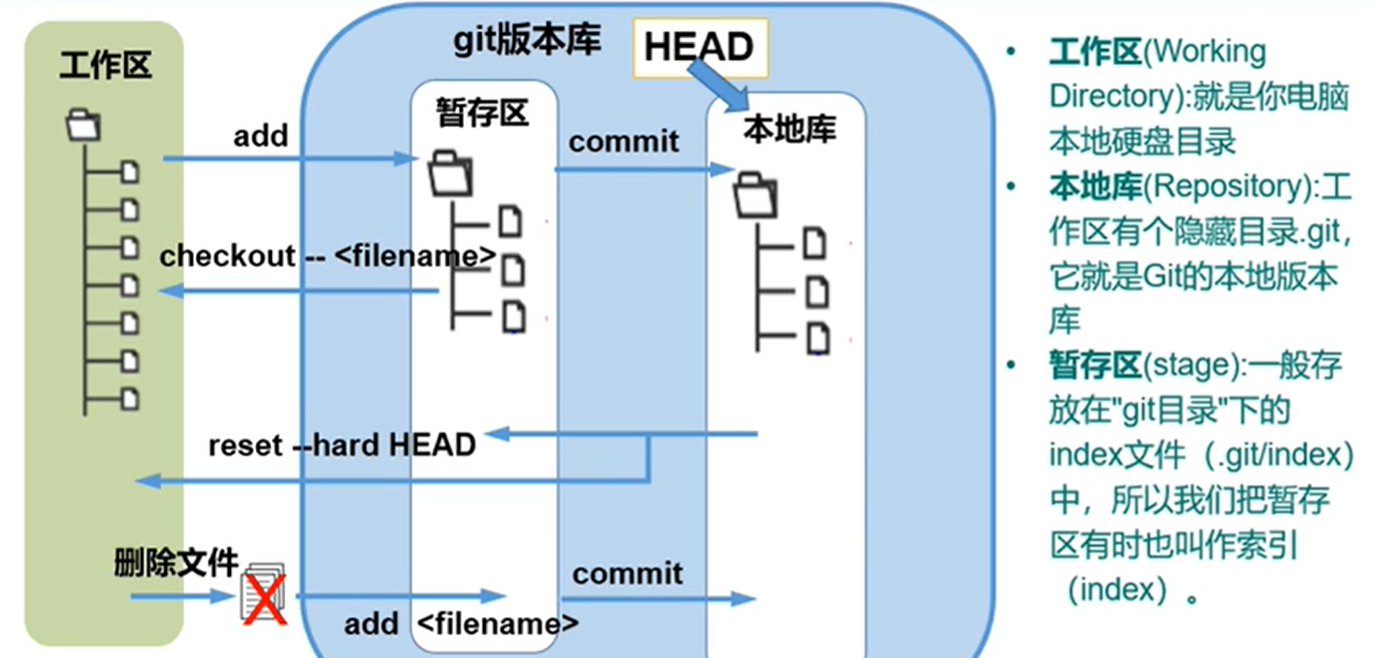 工作区
git版本库
HEAD
暂存区
本地库
add
commit
checkout -- <filename>
reset --hard HEAD
删除文件
add <filename>
commit
• 工作区(Working
Directory):就是你电脑
本地硬盘目录
• 本地库(Repository):工
作区有个隐藏目录.git，
它就是Git的本地版本
库
• 暂存区(stage):一般存
放在"git目录"下的
index文件（.git/index）
中，所以我们把暂存
区有时也叫作索引
（index）。